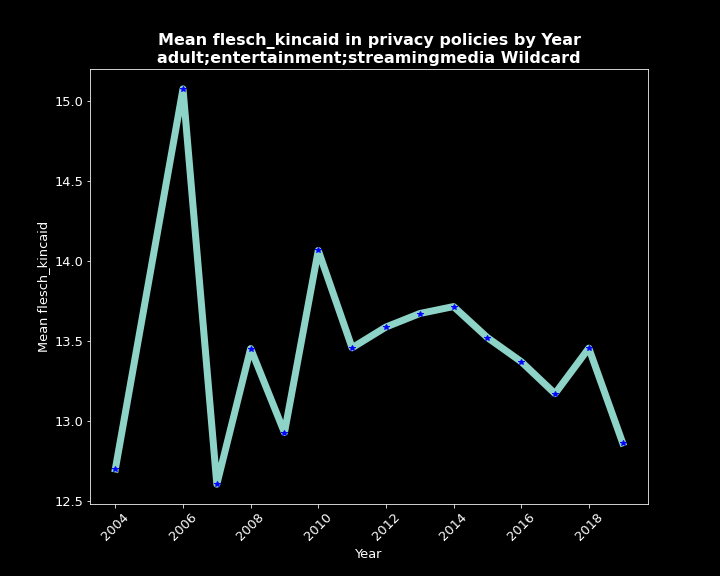 Mean flesch_kincaid in privacy policies by Year
adult;entertainment;streamingmedia Wildcard
15.0
14.5
14.0
13.5
13.0
12.5
Mean flesch_kincaid
2004 2006 2008 2010 2012 2014 2016 2018
Year